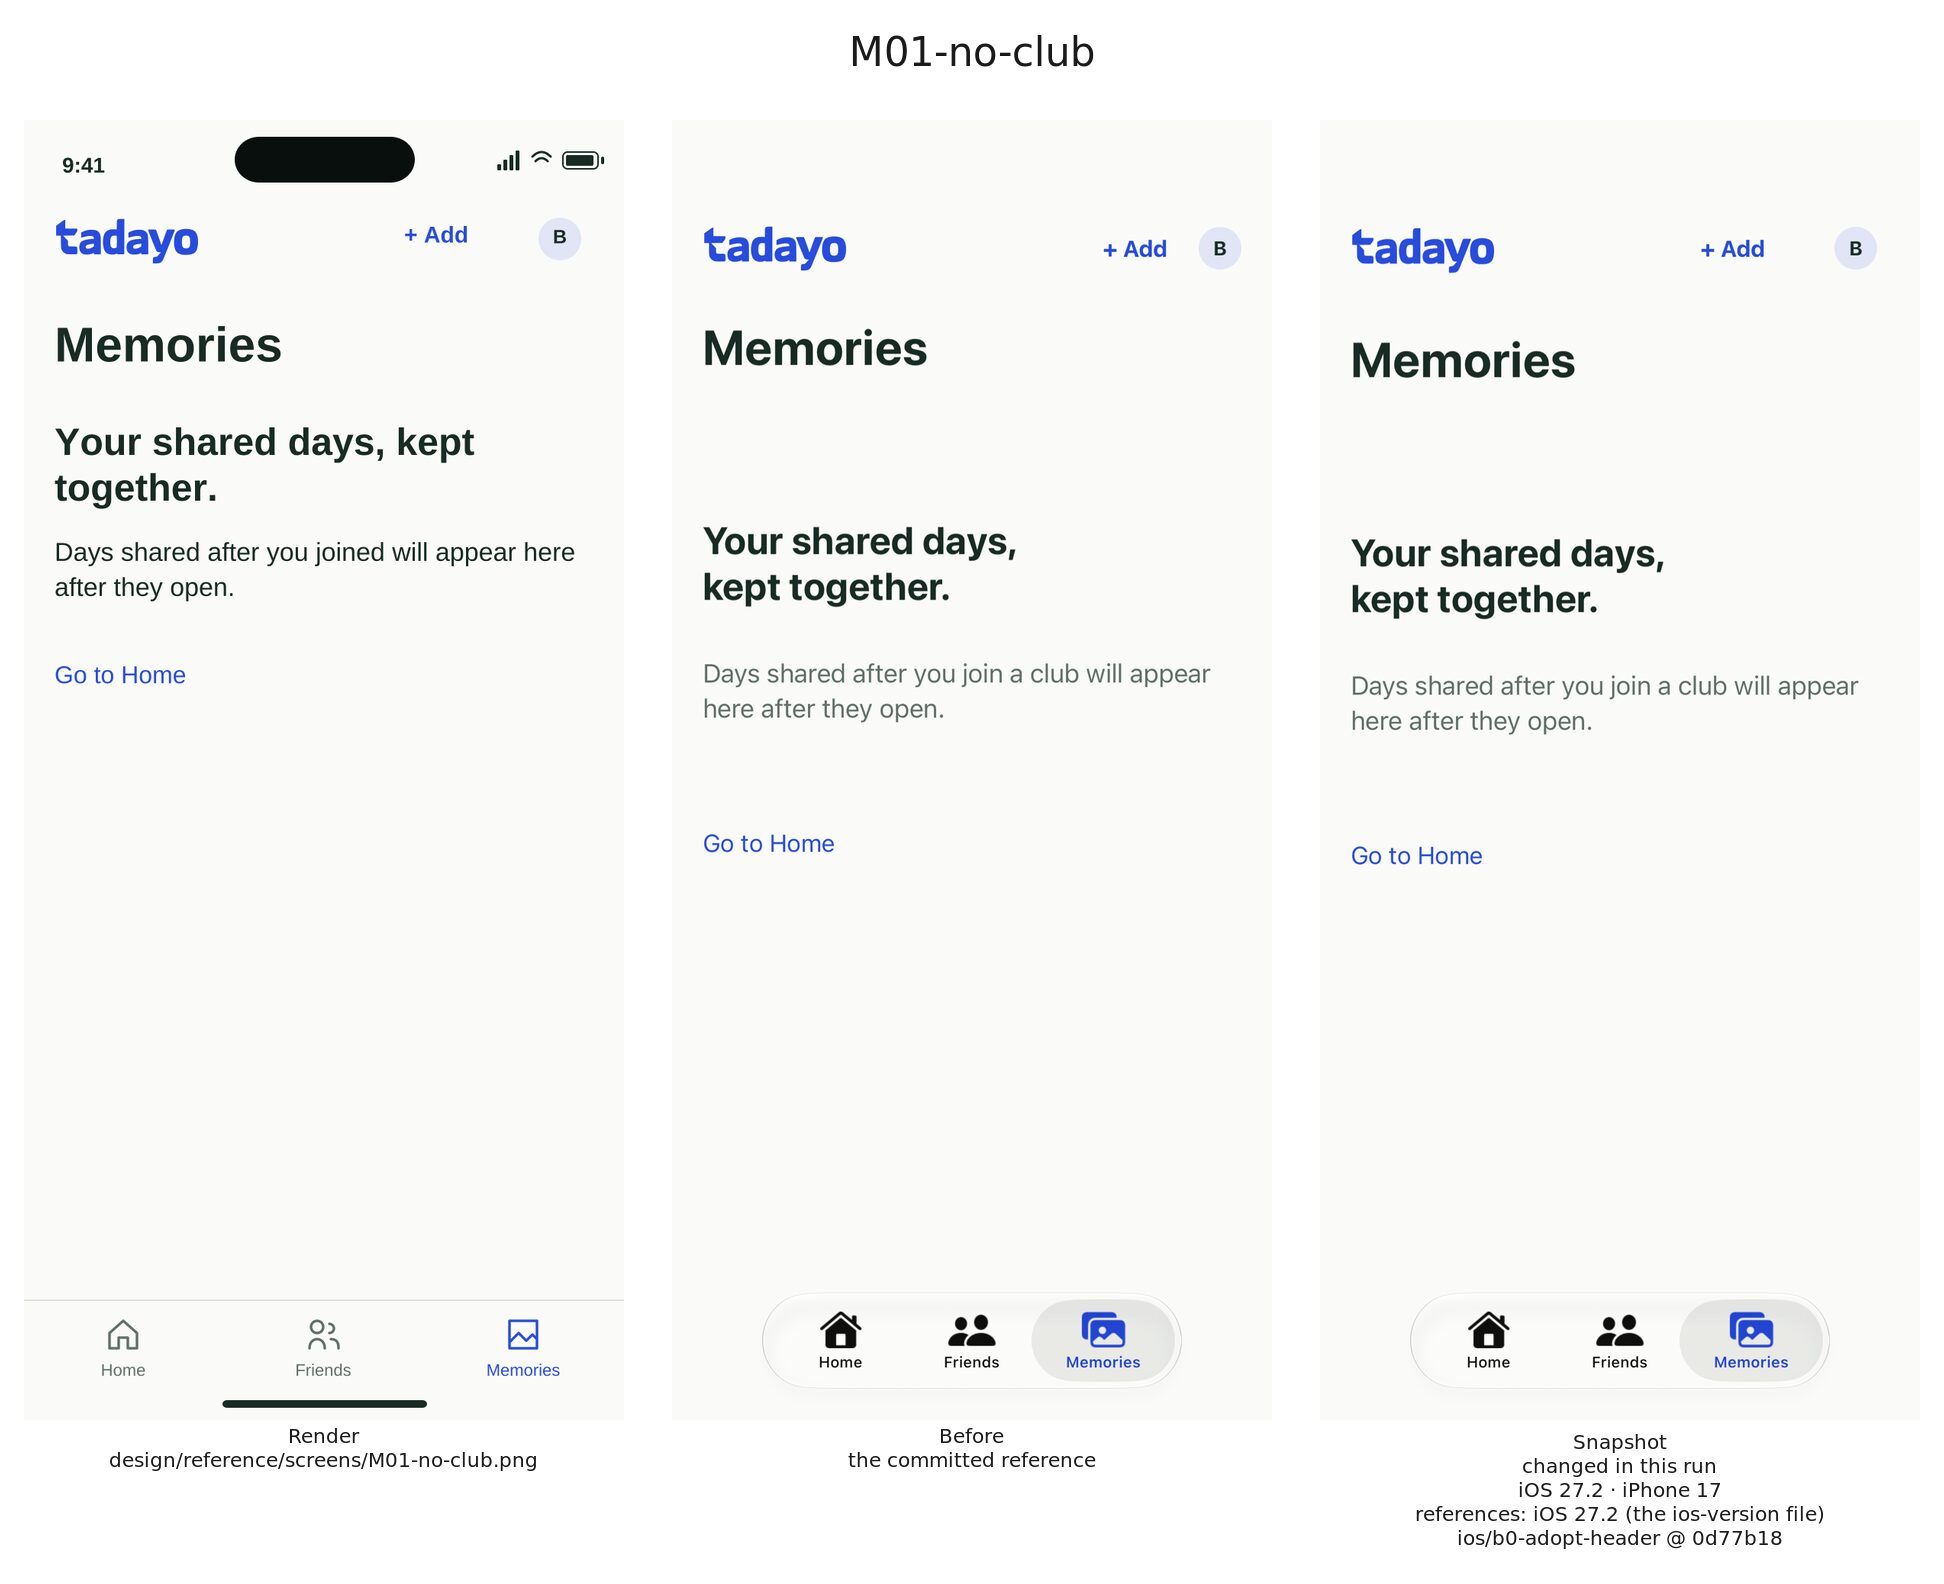 M01-no-club
9:41
tadayo
+ Add
B
Memories
Your shared days, kept
together.
Days shared after you joined will appear here
after they open.
Go to Home
Home
Friends
Memories
Render
design/reference/screens/M01-no-club.png
tadayo
+ Add
B
Memories
Your shared days,
kept together.
Days shared after you join a club will appear
here after they open.
Go to Home
Home
Friends
Memories
Before
the committed reference
tadayo
+ Add
B
Memories
Your shared days,
kept together.
Days shared after you join a club will appear
here after they open.
Go to Home
Home
Friends
Memories
Snapshot
changed in this run
iOS 27.2 · iPhone 17
references: iOS 27.2 (the ios-version file)
ios/b0-adopt-header @ 0d77b18